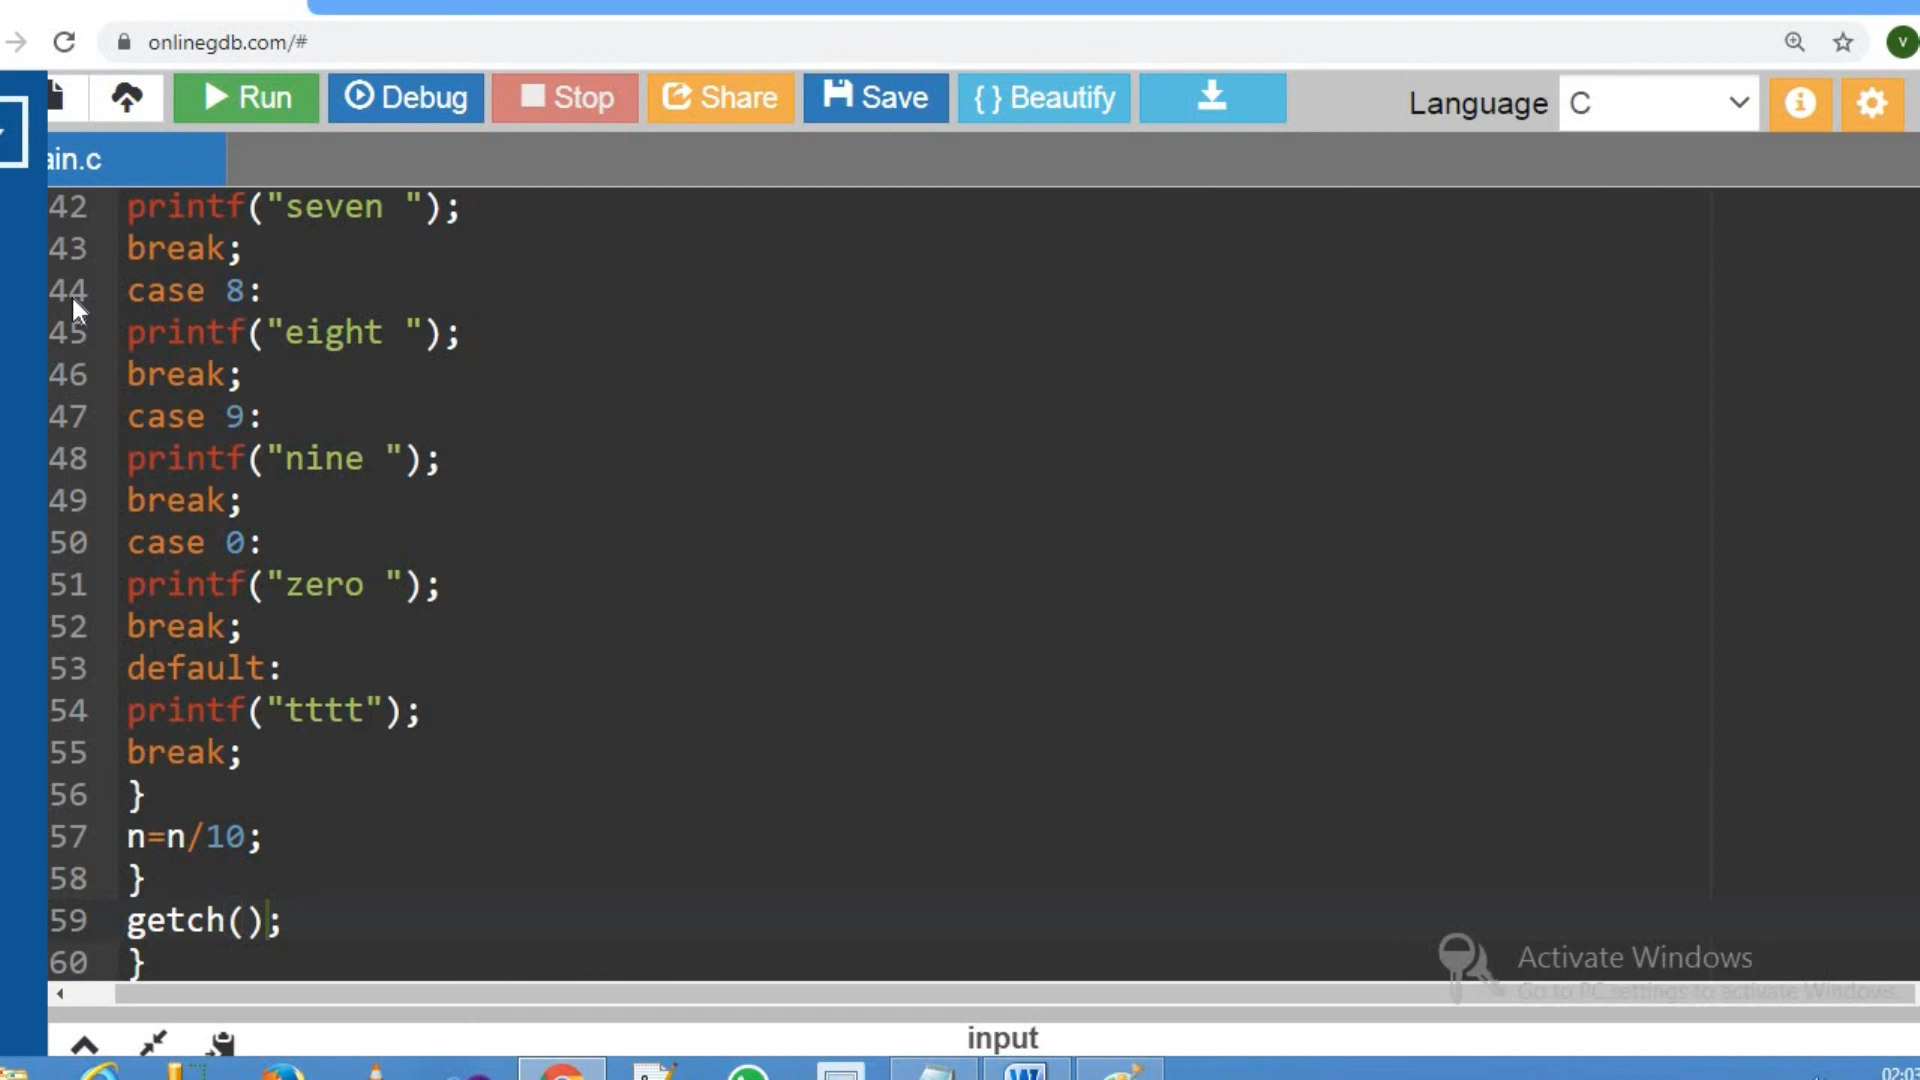 onlinegdb.com/#
V
Run Debug Stop Share Save { } Beautify Language C
ain.c
42 printf("seven ");
43 break;
44 case 8:
45 printf("eight ");
46 break;
47 case 9:
48 printf("nine ");
49 break;
50 case 0:
51 printf("zero ");
52 break;
53 default:
54 printf("tttt");
55 break;
56 }
57 n=n/10;
58 }
59 getch();
60 }
Activate Windows
Go to PC settings to activate Windows.
input
02:03